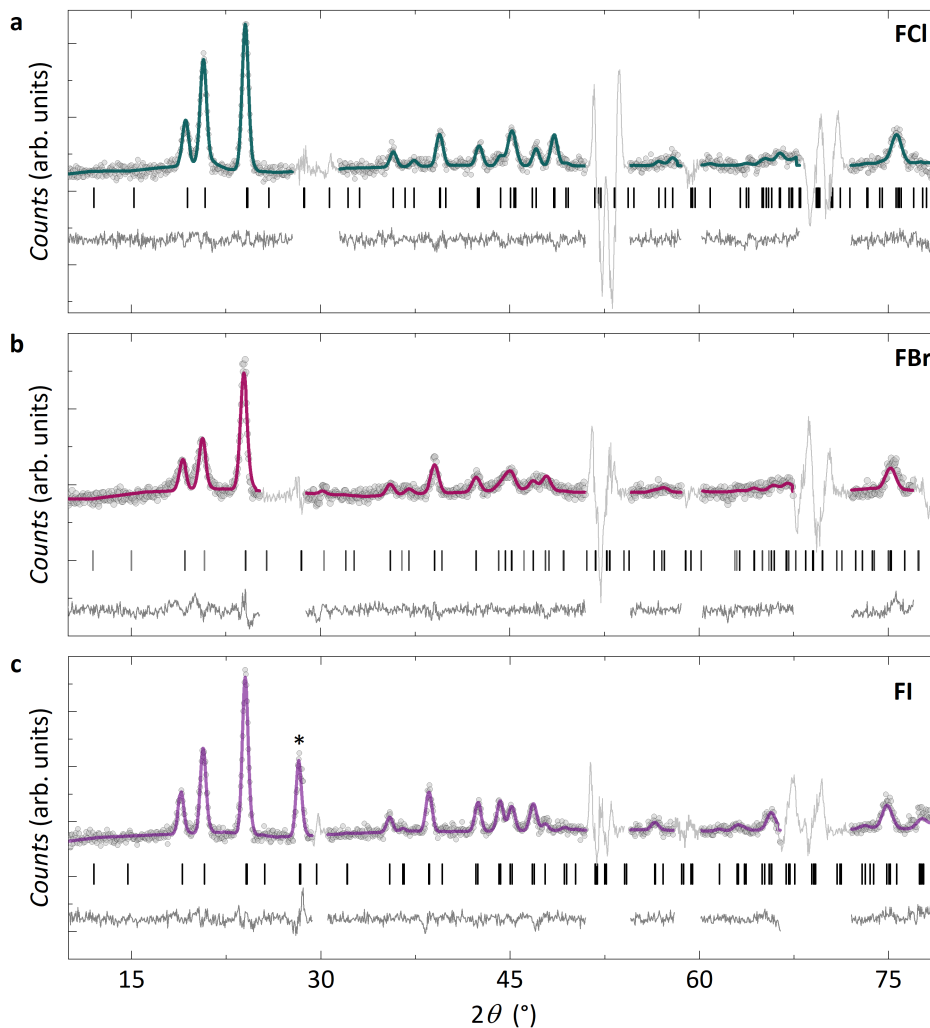 a
FCl
Counts (arb. units)
b
FBr
Counts (arb. units)
c
FI
*
Counts (arb. units)
15
30
45
60
75
2θ (°)